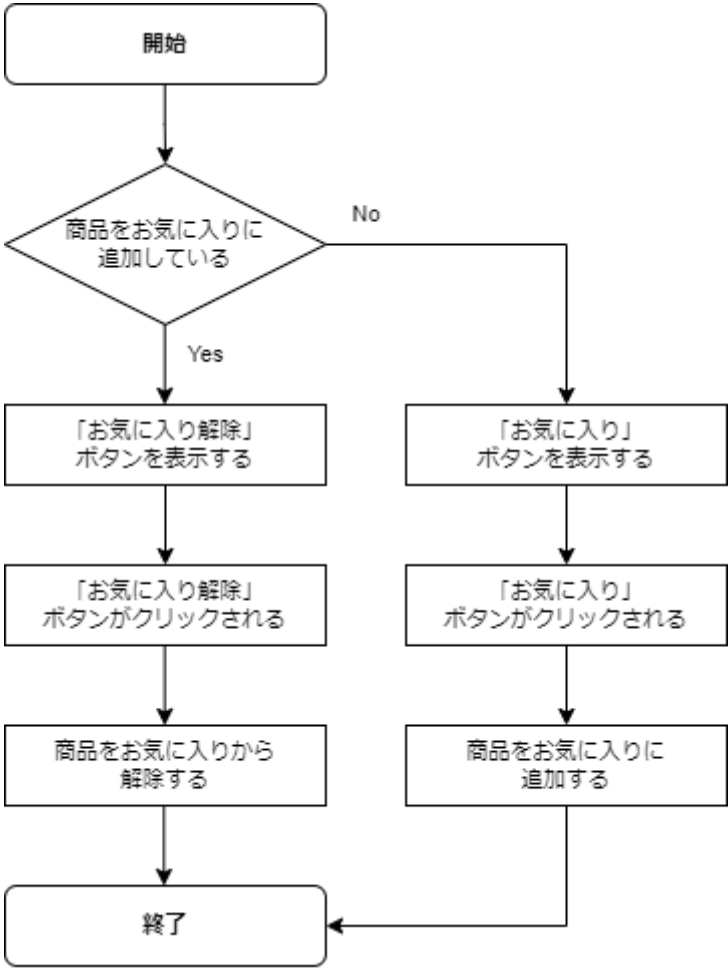 開始
商品をお気に入りに
追加している
No
Yes
「お気に入り解除」
ボタンを表示する
「お気に入り」
ボタンを表示する
「お気に入り解除」
ボタンがクリックされる
「お気に入り」
ボタンがクリックされる
商品をお気に入りから
解除する
商品をお気に入りに
追加する
終了